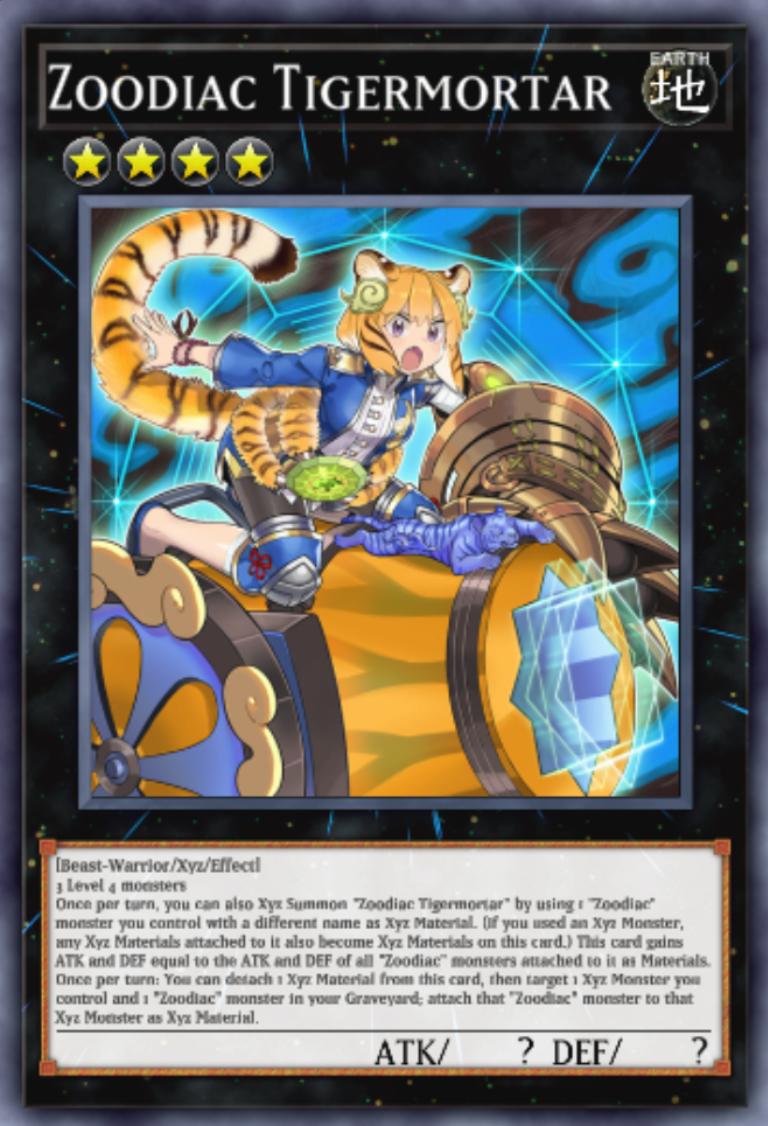 Zoodiac Tigermortar
EARTH
地
[Beast-Warrior/Xyz/Effect]
3 Level 4 monsters
Once per turn, you can also Xyz Summon "Zoodiac Tigermortar" by using 1 "Zoodiac"
monster you control with a different name as Xyz Material. (If you used an Xyz Monster,
any Xyz Materials attached to it also become Xyz Materials on this card.) This card gains
ATK and DEF equal to the ATK and DEF of all "Zoodiac" monsters attached to it as Materials.
Once per turn: You can detach 1 Xyz Material from this card, then target 1 Xyz Monster you
control and 1 "Zoodiac" monster in your Graveyard; attach that "Zoodiac" monster to that
Xyz Monster as Xyz Material.
ATK/ ? DEF/ ?